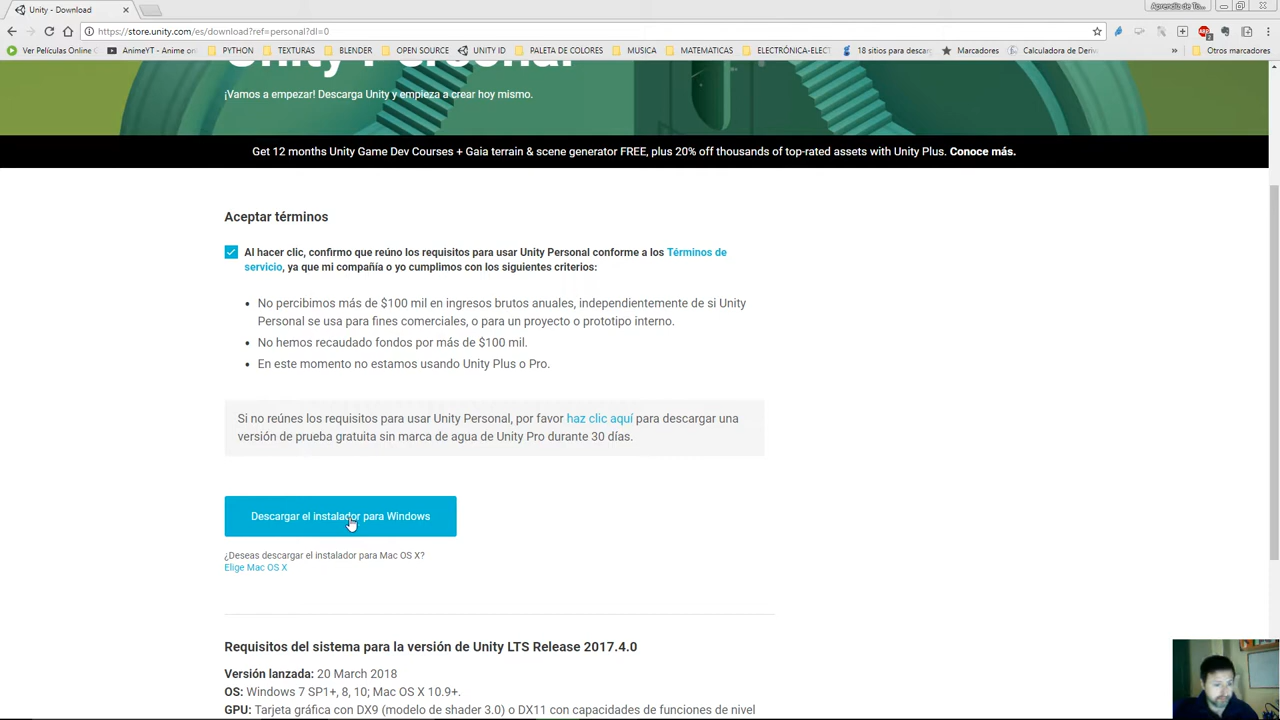 Unity - Download
Aprendiz de To...
https://store.unity.com/es/download?ref=personal?dl=0
Ver Películas Online
AnimeYT - Anime onl
PYTHON
TEXTURAS
BLENDER
OPEN SOURCE
UNITY ID
PALETA DE COLORES
MUSICA
MATEMATICAS
ELECTRÓNICA-ELECT
18 sitios para descarg
Marcadores
Calculadora de Deriv
»
Otros marcadores
Unity Personal
¡Vamos a empezar! Descarga Unity y empieza a crear hoy mismo.
Get 12 months Unity Game Dev Courses + Gaia terrain & scene generator FREE, plus 20% off thousands of top-rated assets with Unity Plus. Conoce más.
Aceptar términos
Al hacer clic, confirmo que reúno los requisitos para usar Unity Personal conforme a los Términos de
servicio, ya que mi compañía o yo cumplimos con los siguientes criterios:
• No percibimos más de $100 mil en ingresos brutos anuales, independientemente de si Unity
Personal se usa para fines comerciales, o para un proyecto o prototipo interno.
• No hemos recaudado fondos por más de $100 mil.
• En este momento no estamos usando Unity Plus o Pro.
Si no reúnes los requisitos para usar Unity Personal, por favor haz clic aquí para descargar una
versión de prueba gratuita sin marca de agua de Unity Pro durante 30 días.
Descargar el instalador para Windows
¿Deseas descargar el instalador para Mac OS X?
Elige Mac OS X
Requisitos del sistema para la versión de Unity LTS Release 2017.4.0
Versión lanzada: 20 March 2018
OS: Windows 7 SP1+, 8, 10; Mac OS X 10.9+.
GPU: Tarjeta gráfica con DX9 (modelo de shader 3.0) o DX11 con capacidades de funciones de nivel